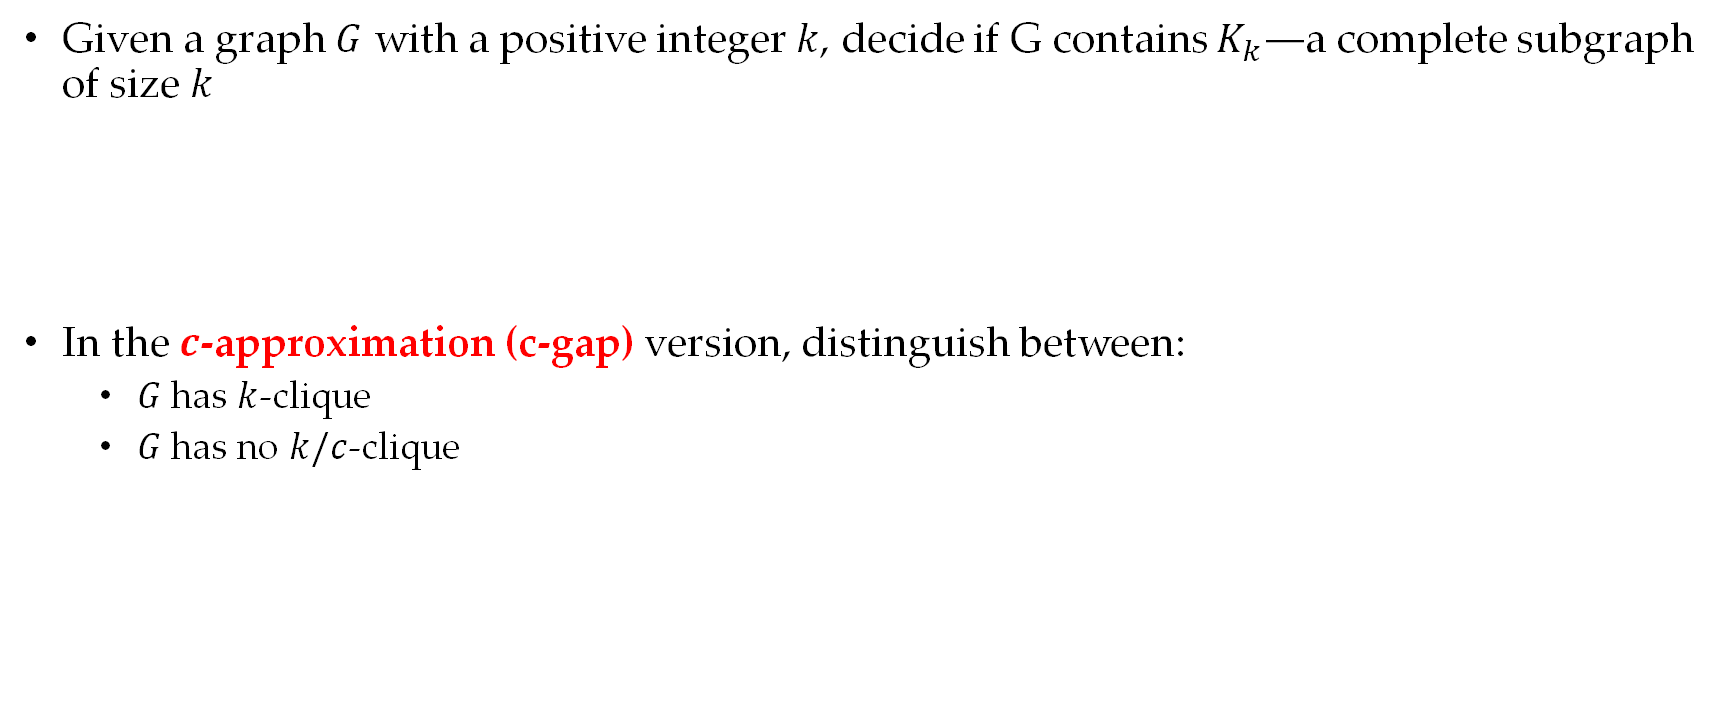 • Given a graph G with a positive integer k, decide if G contains Kₖ—a complete subgraph
of size k
• In the c-approximation (c-gap) version, distinguish between:
• G has k-clique
• G has no k/c-clique